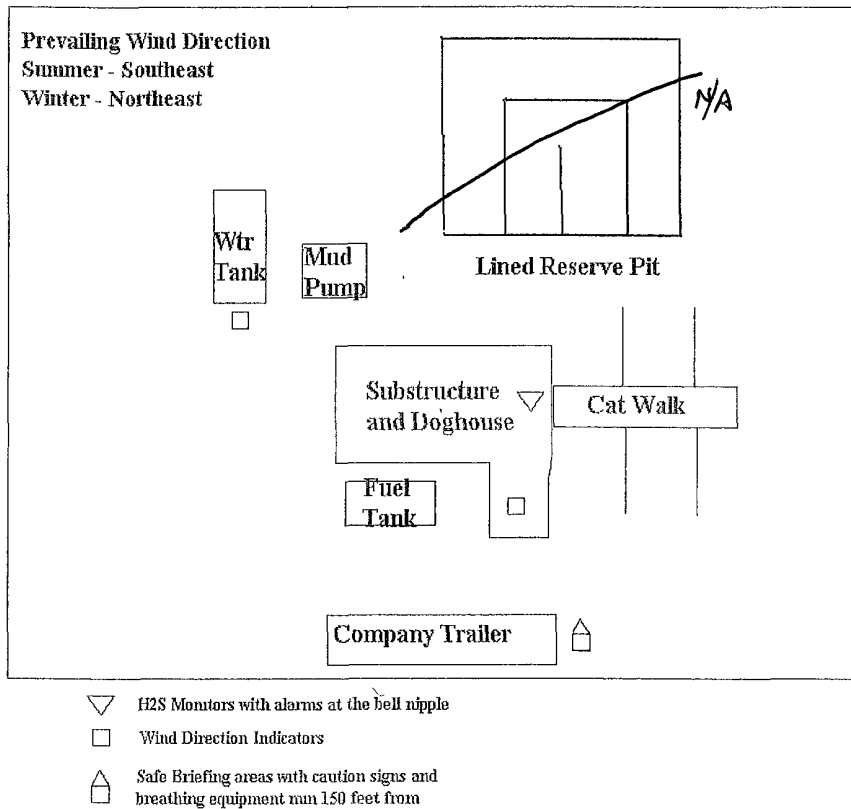 Prevailing Wind Direction
Summer - Southeast
Winter - Northeast
N/A
Wtr
Tank
Mud
Pump
Lined Reserve Pit
Substructure
and Doghouse
Cat Walk
Fuel
Tank
Company Trailer
H2S Monitors with alarms at the bell nipple
Wind Direction Indicators
Safe Briefing areas with caution signs and
breathing equipment min 150 feet from